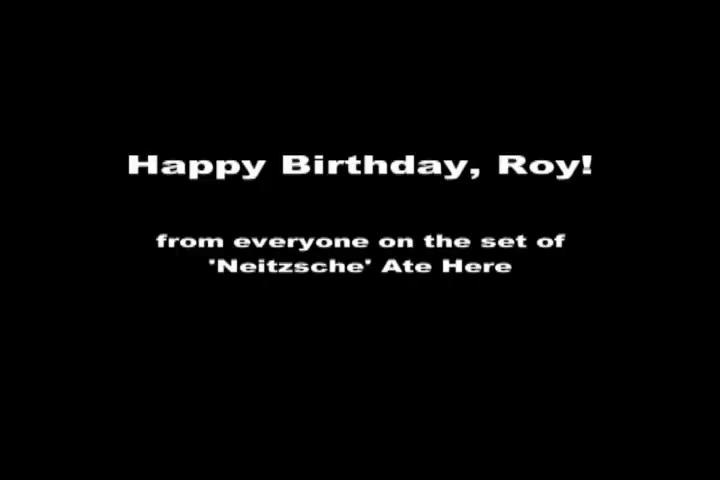 Happy Birthday, Roy!
from everyone on the set of
'Neitzsche' Ate Here